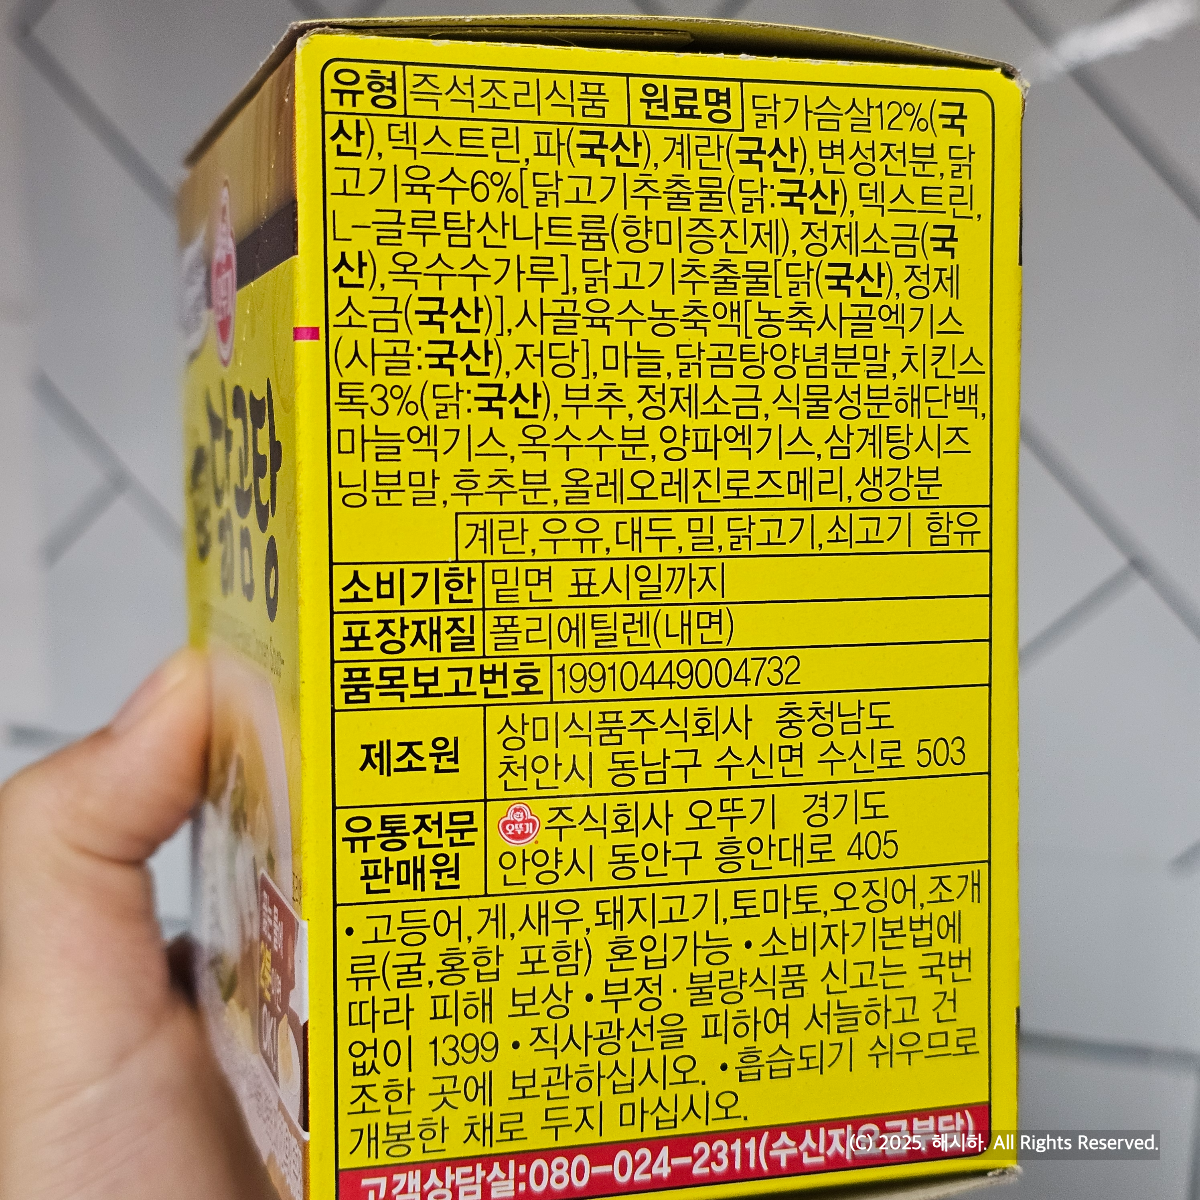 유형 즉석조리식품 원료명 닭가슴살12%(국
산),덱스트린,파(국산),계란(국산),변성전분,닭
고기육수6%[닭고기추출물(닭:국산),덱스트린,
L-글루탐산나트륨(향미증진제),정제소금(국
산),옥수수가루],닭고기추출물[닭(국산),정제
소금(국산)],사골육수농축액[농축사골엑기스
(사골:국산),저당],마늘,닭곰탕양념분말,치킨스
톡3%(닭:국산),부추,정제소금,식물성분해단백,
마늘엑기스,옥수수분,양파엑기스,삼계탕시즈
닝분말,후추분,올레오레진로즈메리,생강분
계란,우유,대두,밀,닭고기,쇠고기 함유
소비기한 밑면 표시일까지
포장재질 폴리에틸렌(내면)
품목보고번호 19910449004732
제조원 상미식품주식회사 충청남도
천안시 동남구 수신면 수신로 503
유통전문
판매원
오뚜기 주식회사 오뚜기 경기도
안양시 동안구 흥안대로 405
•고등어,게,새우,돼지고기,토마토,오징어,조개
류(굴,홍합 포함) 혼입가능 •소비자기본법에
따라 피해 보상 •부정·불량식품 신고는 국번
없이 1399 •직사광선을 피하여 서늘하고 건
조한 곳에 보관하십시오. •흡습되기 쉬우므로
개봉한 채로 두지 마십시오.
고객상담실:080-024-2311(수신자요금부담)
닭곰탕
(C) 2025. 해시하. All Rights Reserved.